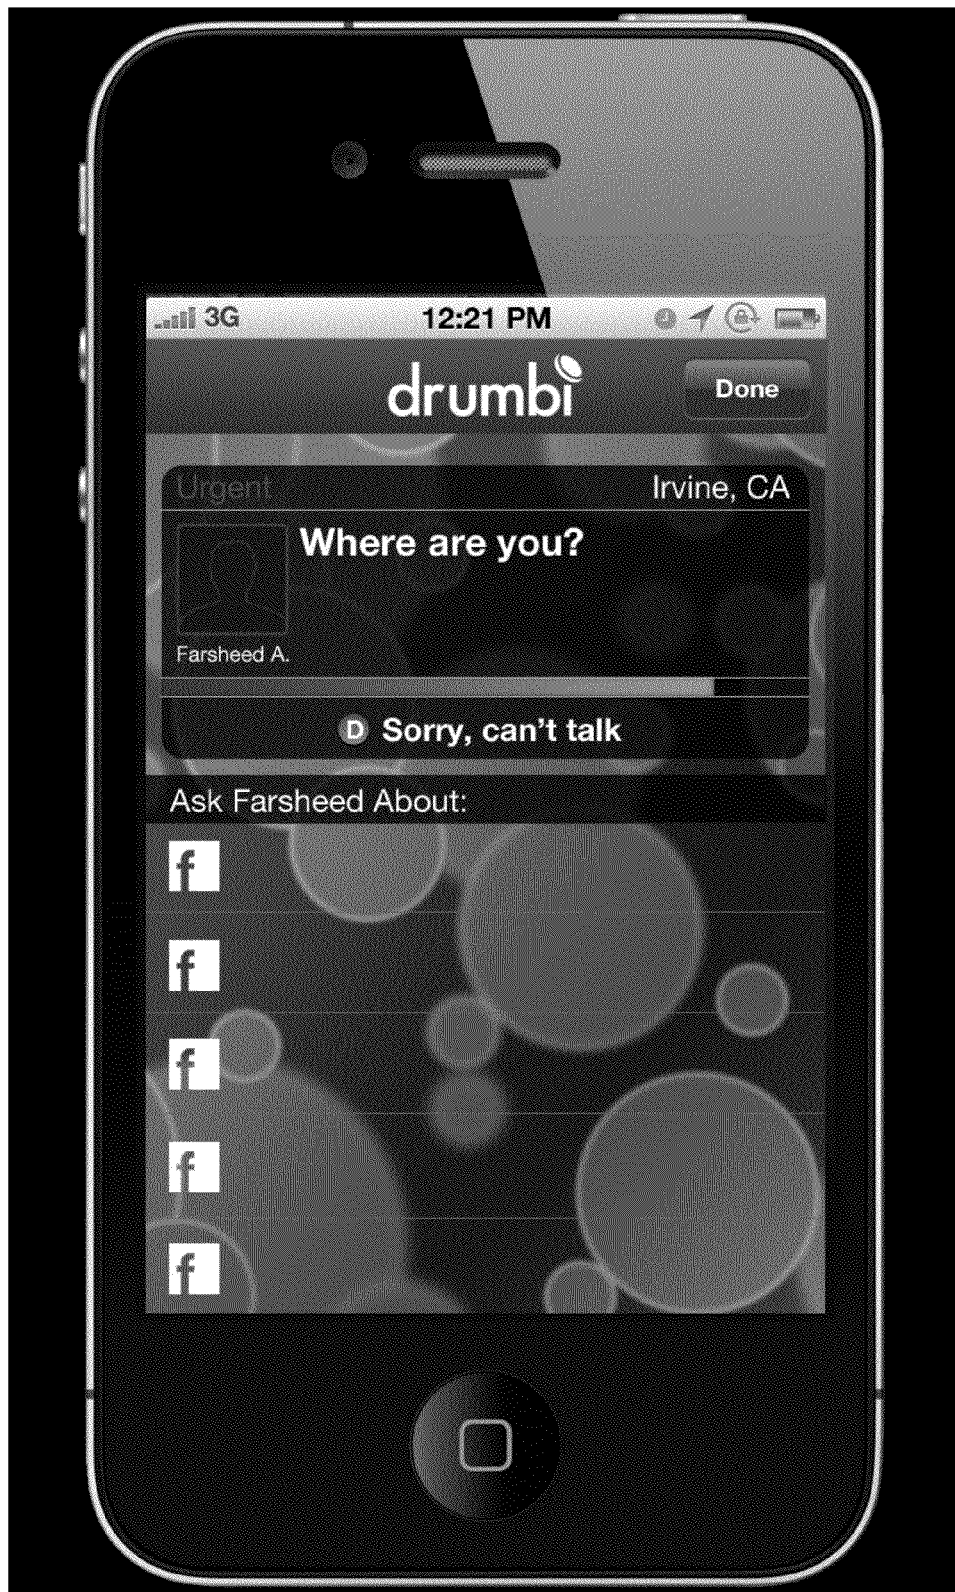 3G 12:21 PM
drumbi Done
Urgent Irvine, CA
Where are you?
Farsheed A.
D Sorry, can't talk
Ask Farsheed About:
f
f
f
f
f